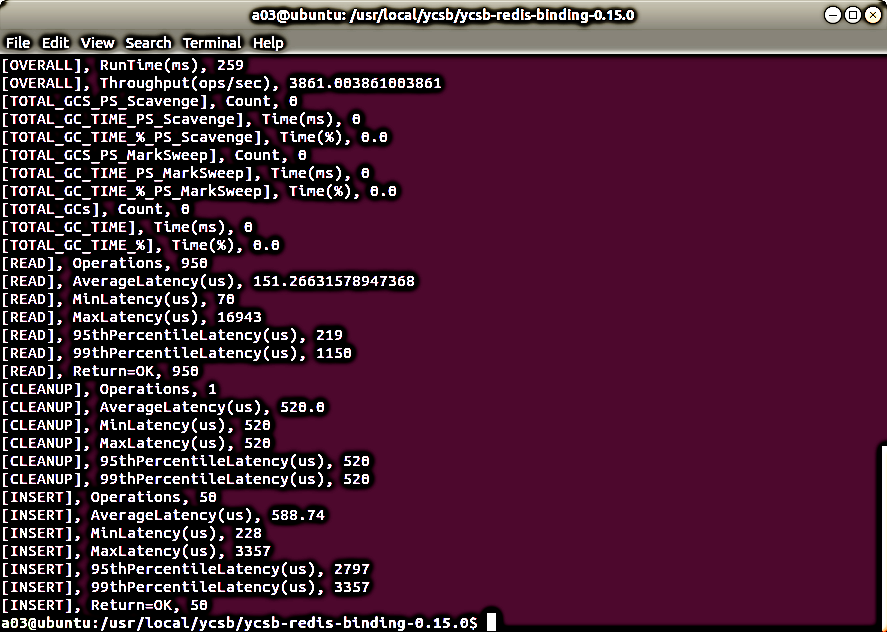 a03@ubuntu: /usr/local/ycsb/ycsb-redis-binding-0.15.0
File Edit View Search Terminal Help
[OVERALL], RunTime(ms), 259
[OVERALL], Throughput(ops/sec), 3861.003861003861
[TOTAL_GCS_PS_Scavenge], Count, 0
[TOTAL_GC_TIME_PS_Scavenge], Time(ms), 0
[TOTAL_GC_TIME_%_PS_Scavenge], Time(%), 0.0
[TOTAL_GCS_PS_MarkSweep], Count, 0
[TOTAL_GC_TIME_PS_MarkSweep], Time(ms), 0
[TOTAL_GC_TIME_%_PS_MarkSweep], Time(%), 0.0
[TOTAL_GCs], Count, 0
[TOTAL_GC_TIME], Time(ms), 0
[TOTAL_GC_TIME_%], Time(%), 0.0
[READ], Operations, 950
[READ], AverageLatency(us), 151.26631578947368
[READ], MinLatency(us), 70
[READ], MaxLatency(us), 16943
[READ], 95thPercentileLatency(us), 219
[READ], 99thPercentileLatency(us), 1150
[READ], Return=OK, 950
[CLEANUP], Operations, 1
[CLEANUP], AverageLatency(us), 520.0
[CLEANUP], MinLatency(us), 520
[CLEANUP], MaxLatency(us), 520
[CLEANUP], 95thPercentileLatency(us), 520
[CLEANUP], 99thPercentileLatency(us), 520
[INSERT], Operations, 50
[INSERT], AverageLatency(us), 588.74
[INSERT], MinLatency(us), 228
[INSERT], MaxLatency(us), 3357
[INSERT], 95thPercentileLatency(us), 2797
[INSERT], 99thPercentileLatency(us), 3357
[INSERT], Return=OK, 50
a03@ubuntu:/usr/local/ycsb/ycsb-redis-binding-0.15.0$